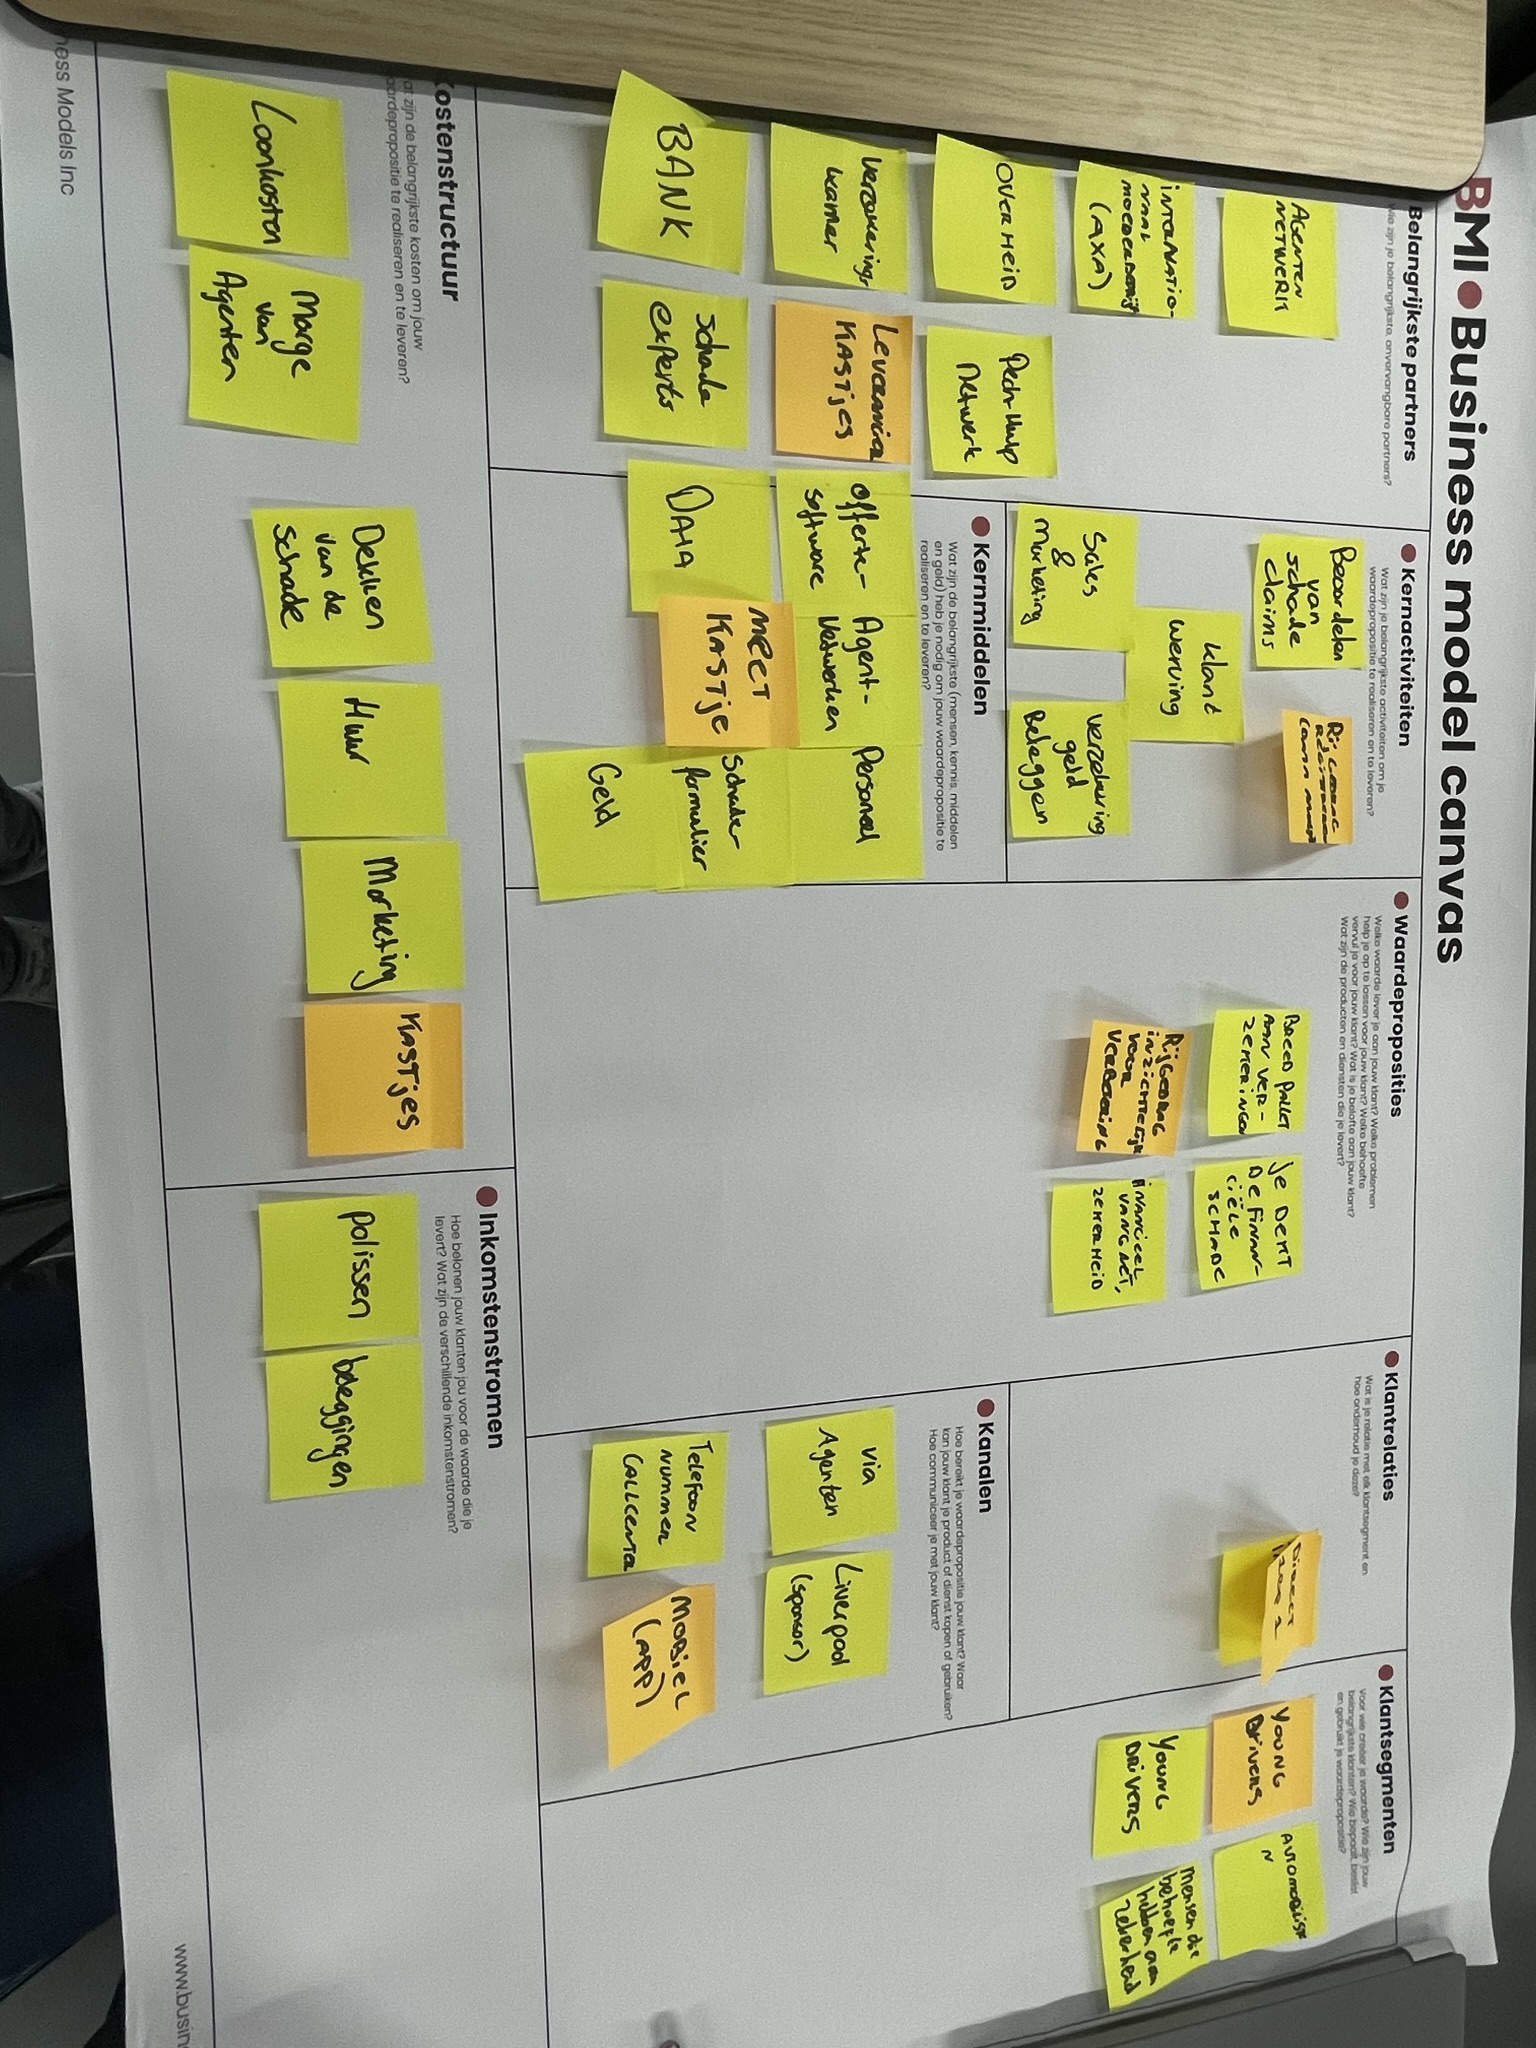 BMI Business model canvas
Belangrijkste partners
Wie zijn je belangrijkste, onvervangbare partners?
AGENTEN
NETWERK
INTERNATIO-
NAAL
MOEDERBEDRIJF
(AXA)
OVERHEID
Pech-Hulp
Netwerk
Verzekerings
kamer
LEVERANCIER
KASTjES
BANK
Schade
experts
Kernactiviteiten
Wat zijn je belangrijkste activiteiten om je
waardepropositie te realiseren en te leveren?
Beoordelen
van
schade
claims
RIJGEDRAG
klant
werving
Sales
&
Marketing
verzekering
geld
Beleggen
Kernmiddelen
Wat zijn de belangrijkste (mensen, kennis, middelen
en geld) heb je nodig om jouw waardepropositie te
realiseren en te leveren?
Offerte-
software
Agent-
Netwerken
Personeel
DATA
MEET
KASTje
Schade-
formulier
Geld
Waardeproposities
Welke waarde lever je aan jouw klant? Welke problemen
help je op te lossen voor jouw klant? Welke behoefte
vervul je voor jouw klant? Wat is je belofte aan jouw klant?
Wat zijn de producten en diensten die je levert?
BREED PALLET
AAN VER-
ZEKERINGEN
je DEKT
De FINAN-
ciëLe
SCHADE
RijGEDRAG
iNZICHTELijk
VOOR
VERBETERING
FINANCIEEL
VANGNET,
ZEKERHEID
Klantrelaties
Wat is je relatie met elk klantsegment en
hoe onderhoud je deze?
DIRECT
Kanalen
Hoe bereikt je waardepropositie jouw klant? Waar
kan jouw klant je product of dienst kopen of gebruiken?
Hoe communiceer je met jouw klant?
via
Agenten
Liverpool
(sponsor)
TELEFOON
NUMMER
CALLCENTER
MOBIEL
(APP)
Klantsegmenten
Voor wie creëer je waarde? Wie zijn jouw
belangrijkste klanten? Wie bepaalt, beslist
en gebruikt je waardepropositie?
YOUNG
DRIVERS
AUTOMOBILISTE
N
YOUNG
DRIVERS
Mensen die
behoefte
hebben aan
zekerheid
Kostenstructuur
at zijn de belangrijkste kosten om jouw
aardepropositie te realiseren en te leveren?
Loonkosten
Marge
van
Agenten
Dekken
van de
schade
Huur
Marketing
KASTjes
Inkomstenstromen
Hoe belonen jouw klanten jou voor de waarde die je
levert? Wat zijn de verschillende inkomstenstromen?
polissen
beleggingen
www.busin
ness Models Inc